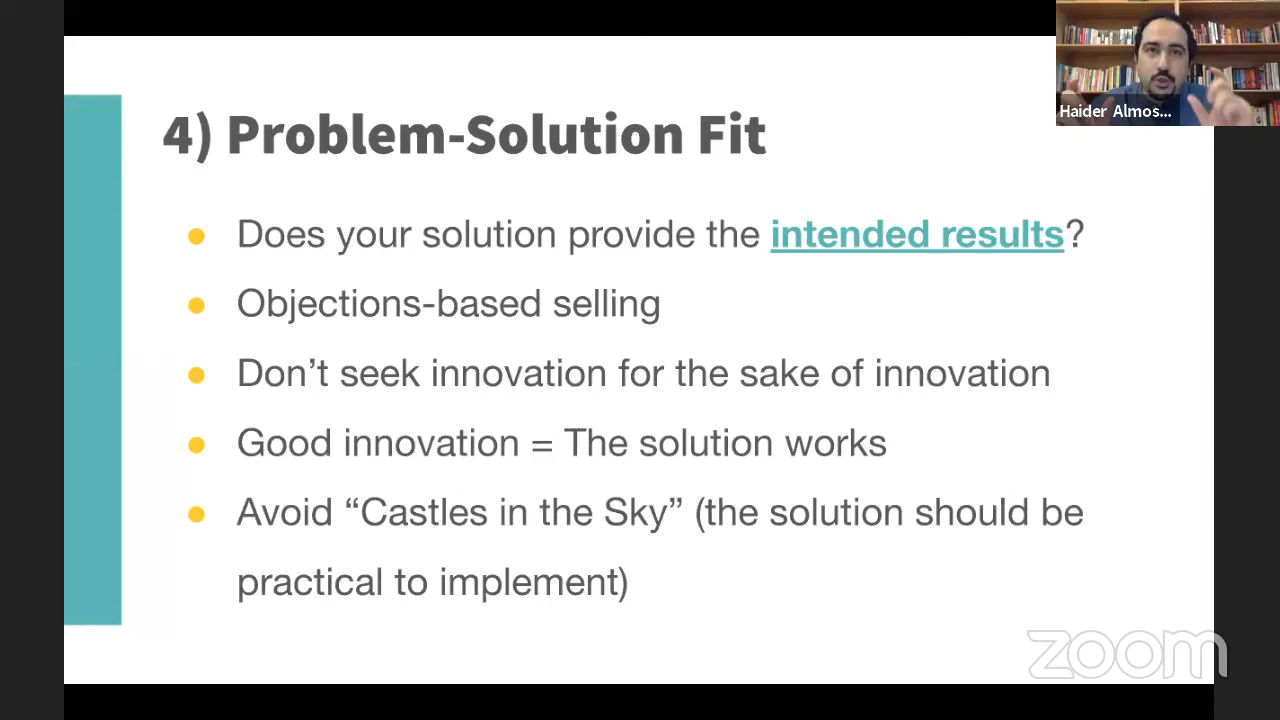 4) Problem-Solution Fit
Haider Almos...
● Does your solution provide the intended results?
● Objections-based selling
● Don’t seek innovation for the sake of innovation
● Good innovation = The solution works
● Avoid “Castles in the Sky” (the solution should be
practical to implement)
zoom